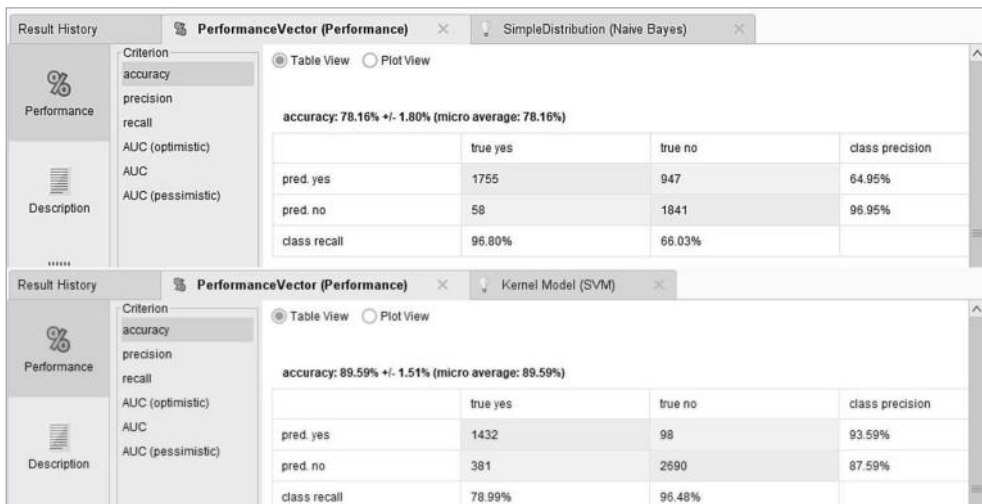 Result History
PerformanceVector (Performance)
SimpleDistribution (Naive Bayes)
Performance
Description
Criterion
accuracy
precision
recall
AUC (optimistic)
AUC
AUC (pessimistic)
Table View Plot View
accuracy: 78.16% +/- 1.80% (micro average: 78.16%)
true yes true no class precision
pred. yes 1755 947 64.95%
pred. no 58 1841 96.95%
class recall 96.80% 66.03%
Result History
PerformanceVector (Performance)
Kernel Model (SVM)
Performance
Description
Criterion
accuracy
precision
recall
AUC (optimistic)
AUC
AUC (pessimistic)
Table View Plot View
accuracy: 89.59% +/- 1.51% (micro average: 89.59%)
true yes true no class precision
pred. yes 1432 98 93.59%
pred. no 381 2690 87.59%
class recall 78.99% 96.48%